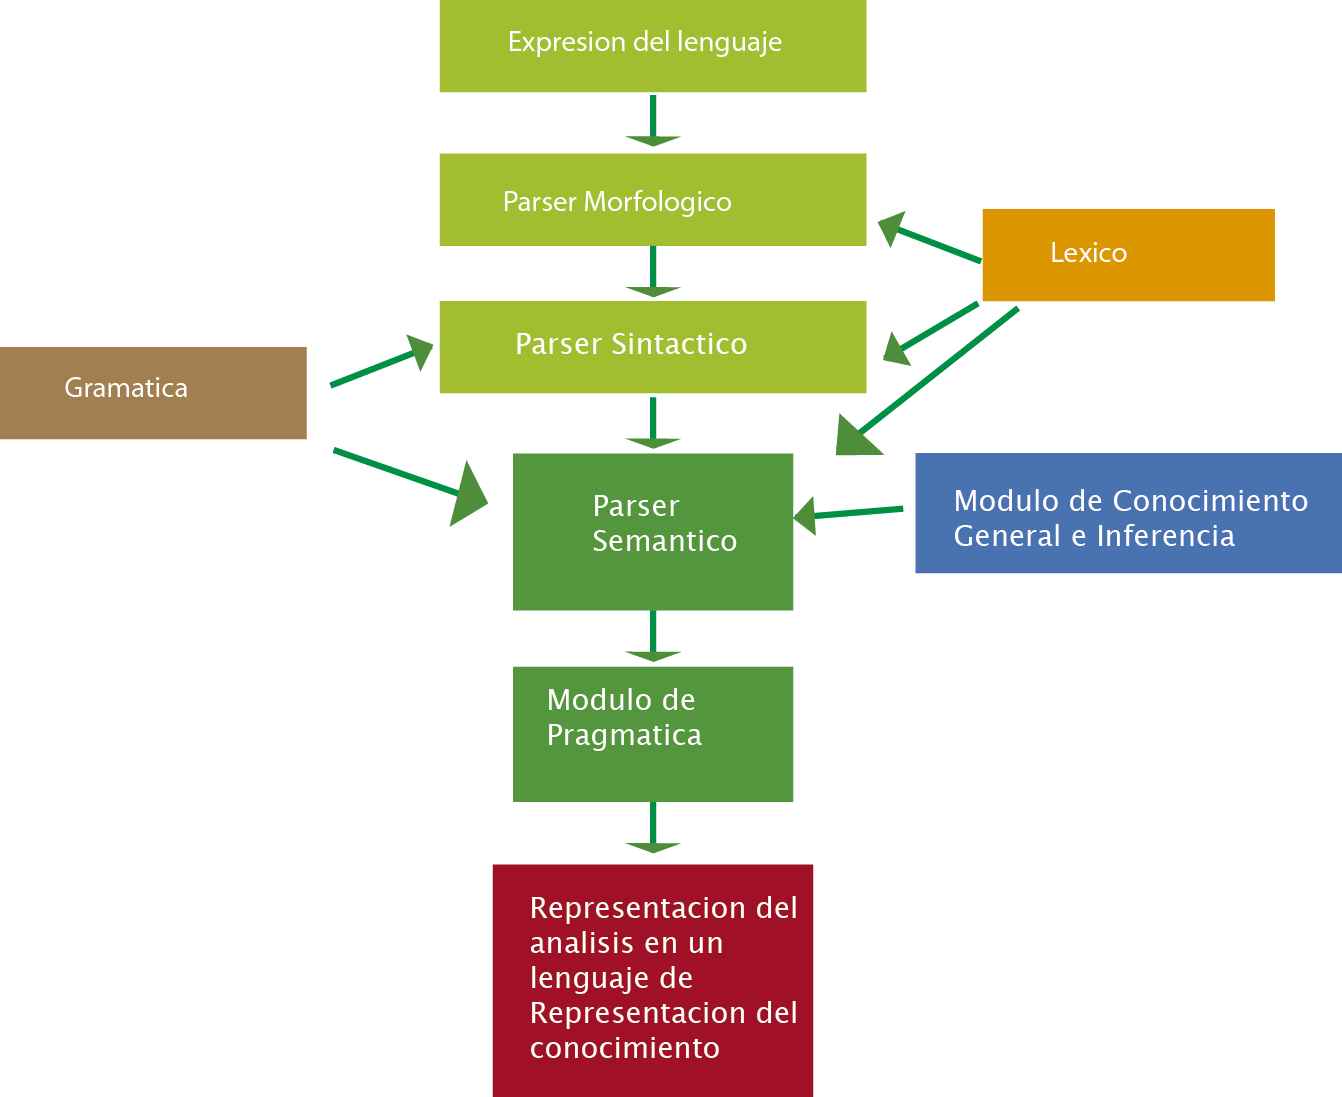 Expresion del lenguaje
Parser Morfologico
Lexico
Parser Sintactico
Gramatica
Parser
Semantico
Modulo de Conocimiento
General e Inferencia
Modulo de
Pragmatica
Representacion del
analisis en un
lenguaje de
Representacion del
conocimiento